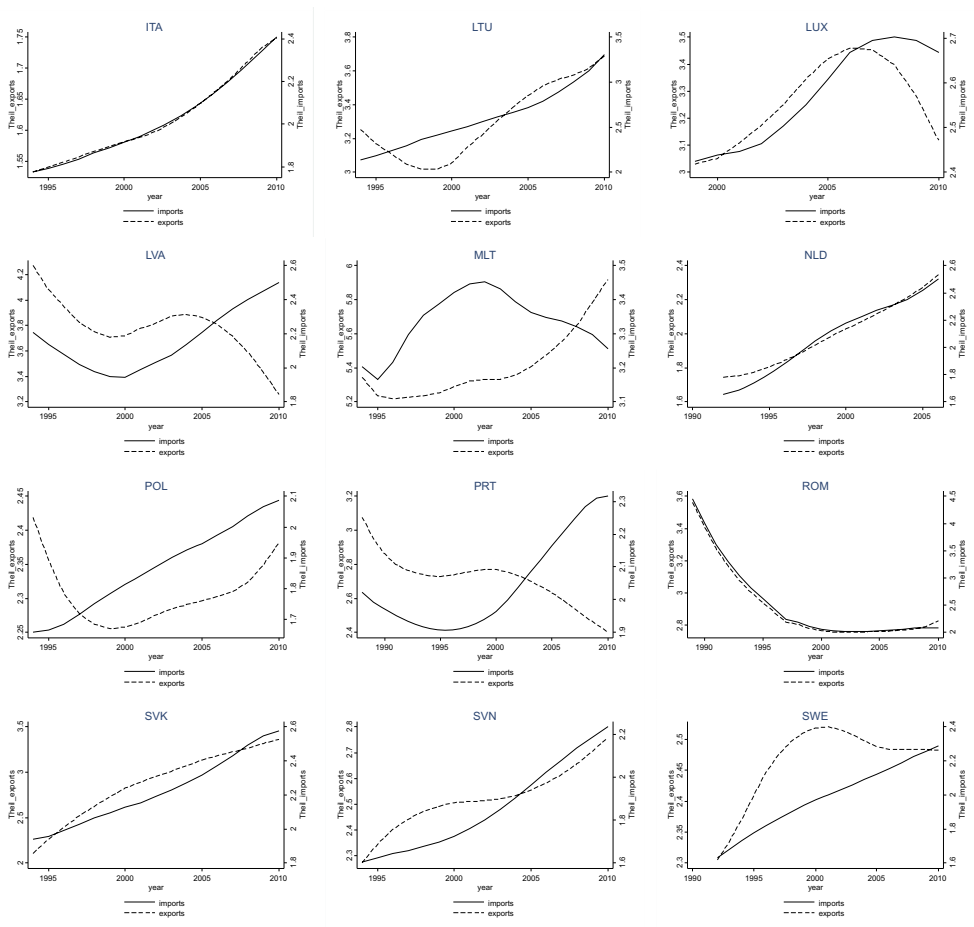 ITA
1.75
1.7
1.65
1.6
1.55
Theil_exports
2.4
2.2
2
1.8
Theil_imports
1995 2000 2005 2010
year
imports
exports
LTU
3.8
3.6
3.4
3.2
3
Theil_exports
3.5
3
2.5
2
Theil_imports
1995 2000 2005 2010
year
imports
exports
LUX
3.5
3.4
3.3
3.2
3.1
3
Theil_exports
2.7
2.6
2.5
2.4
Theil_imports
2000 2005 2010
year
imports
exports
LVA
4.2
4
3.8
3.6
3.4
3.2
Theil_exports
2.6
2.4
2.2
2
1.8
Theil_imports
1995 2000 2005 2010
year
imports
exports
MLT
6
5.8
5.6
5.4
5.2
Theil_exports
3.5
3.4
3.3
3.2
3.1
Theil_imports
1995 2000 2005 2010
year
imports
exports
NLD
2.4
2.2
2
1.8
1.6
Theil_exports
2.6
2.4
2.2
2
1.8
1.6
Theil_imports
1990 1995 2000 2005
year
imports
exports
POL
2.45
2.4
2.35
2.3
2.25
Theil_exports
2.1
2
1.9
1.8
1.7
Theil_imports
1995 2000 2005 2010
year
imports
exports
PRT
3.2
3
2.8
2.6
2.4
Theil_exports
2.3
2.2
2.1
2
1.9
Theil_imports
1990 1995 2000 2005 2010
year
imports
exports
ROM
3.6
3.4
3.2
3
2.8
Theil_exports
4.5
4
3.5
3
2.5
2
Theil_imports
1990 1995 2000 2005 2010
year
imports
exports
SVK
3.5
3
2.5
2
Theil_exports
2.6
2.4
2.2
2
1.8
Theil_imports
1995 2000 2005 2010
year
imports
exports
SVN
2.8
2.7
2.6
2.5
2.4
2.3
Theil_exports
2.2
2
1.8
1.6
Theil_imports
1995 2000 2005 2010
year
imports
exports
SWE
2.5
2.45
2.4
2.35
2.3
Theil_exports
2.4
2.2
2
1.8
1.6
Theil_imports
1990 1995 2000 2005 2010
year
imports
exports